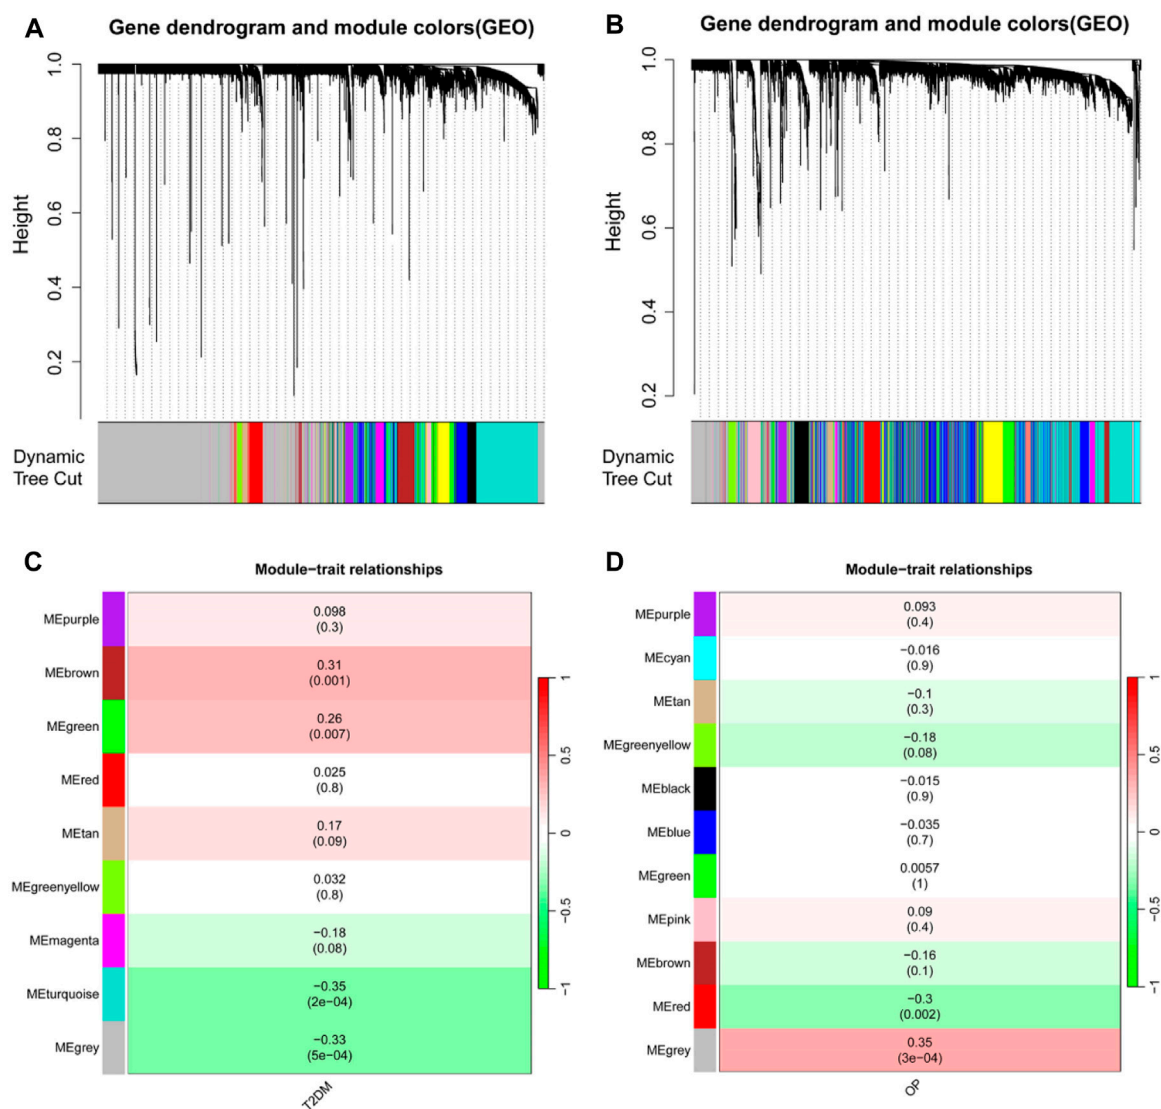 A
Gene dendrogram and module colors(GEO)
Height
1.0
0.8
0.6
0.4
0.2
Dynamic
Tree Cut
B
Gene dendrogram and module colors(GEO)
Height
1.0
0.8
0.6
0.4
0.2
Dynamic
Tree Cut
C
Module−trait relationships
MEpurple
0.098
(0.3)
MEbrown
0.31
(0.001)
MEgreen
0.26
(0.007)
MEred
0.025
(0.8)
MEtan
0.17
(0.09)
MEgreenyellow
0.032
(0.8)
MEmagenta
−0.18
(0.08)
MEturquoise
−0.35
(2e−04)
MEgrey
−0.33
(5e−04)
T2DM
1
0.5
0
−0.5
−1
D
Module−trait relationships
MEpurple
0.093
(0.4)
MEcyan
−0.016
(0.9)
MEtan
−0.1
(0.3)
MEgreenyellow
−0.18
(0.08)
MEblack
−0.015
(0.9)
MEblue
−0.035
(0.7)
MEgreen
0.0057
(1)
MEpink
0.09
(0.4)
MEbrown
−0.16
(0.1)
MEred
−0.3
(0.002)
MEgrey
0.35
(3e−04)
OP
1
0.5
0
−0.5
−1